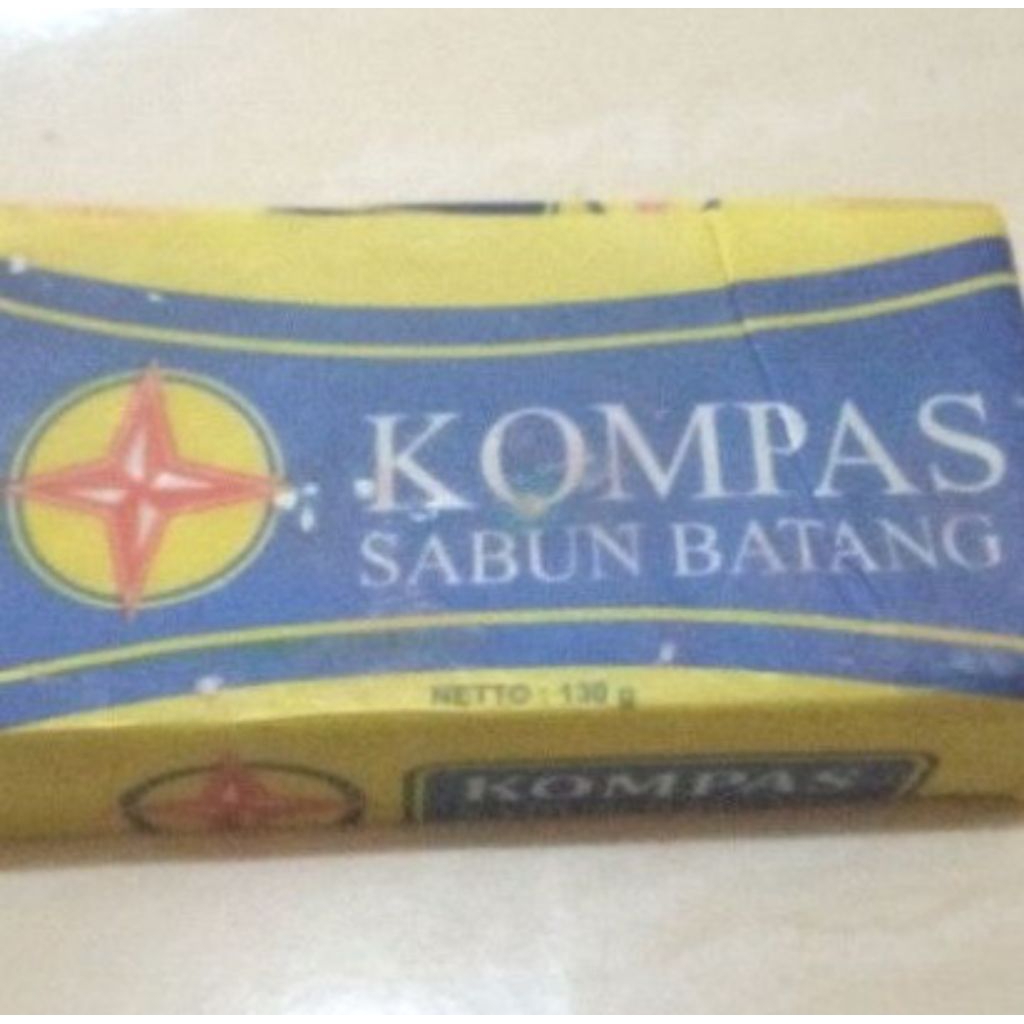 KOMPAS
SABUN BATANG
NETTO : 130 g
KOMPAS